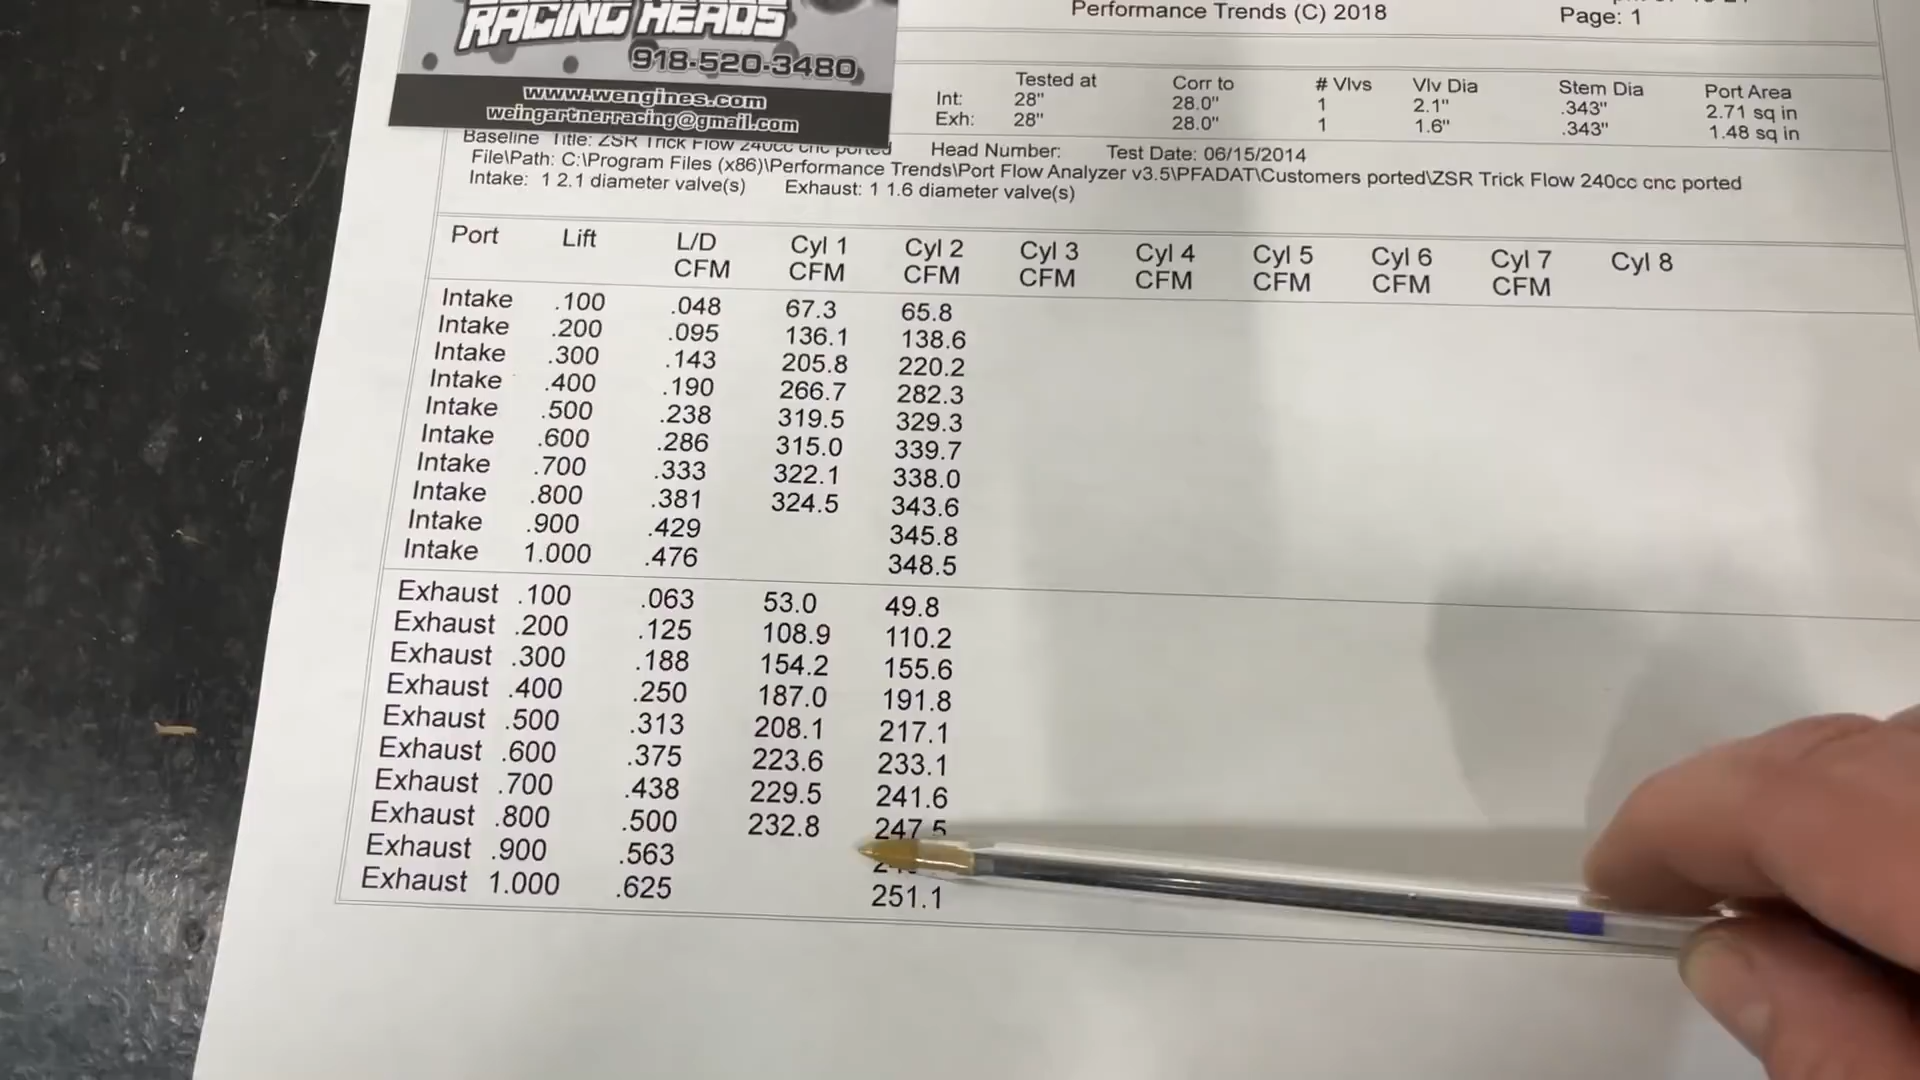 RACING HEADS
918-520-3480
www.wengines.com
weingartnerracing@gmail.com
Performance Trends (C) 2018
Page: 1
Tested at Corr to # Vlvs Vlv Dia Stem Dia Port Area
Int: 28" 28.0" 1 2.1" .343" 2.71 sq in
Exh: 28" 28.0" 1 1.6" .343" 1.48 sq in
Baseline Title: ZSR Trick Flow 240cc cnc ported Head Number: Test Date: 06/15/2014
File\Path: C:\Program Files (x86)\Performance Trends\Port Flow Analyzer v3.5\PFADAT\Customers ported\ZSR Trick Flow 240cc cnc ported
Intake: 1 2.1 diameter valve(s) Exhaust: 1 1.6 diameter valve(s)
Port Lift L/D Cyl 1 Cyl 2 Cyl 3 Cyl 4 Cyl 5 Cyl 6 Cyl 7 Cyl 8
CFM CFM CFM CFM CFM CFM CFM CFM
Intake .100 .048 67.3 65.8
Intake .200 .095 136.1 138.6
Intake .300 .143 205.8 220.2
Intake .400 .190 266.7 282.3
Intake .500 .238 319.5 329.3
Intake .600 .286 315.0 339.7
Intake .700 .333 322.1 338.0
Intake .800 .381 324.5 343.6
Intake .900 .429 345.8
Intake 1.000 .476 348.5
Exhaust .100 .063 53.0 49.8
Exhaust .200 .125 108.9 110.2
Exhaust .300 .188 154.2 155.6
Exhaust .400 .250 187.0 191.8
Exhaust .500 .313 208.1 217.1
Exhaust .600 .375 223.6 233.1
Exhaust .700 .438 229.5 241.6
Exhaust .800 .500 232.8 247.5
Exhaust .900 .563
Exhaust 1.000 .625 251.1